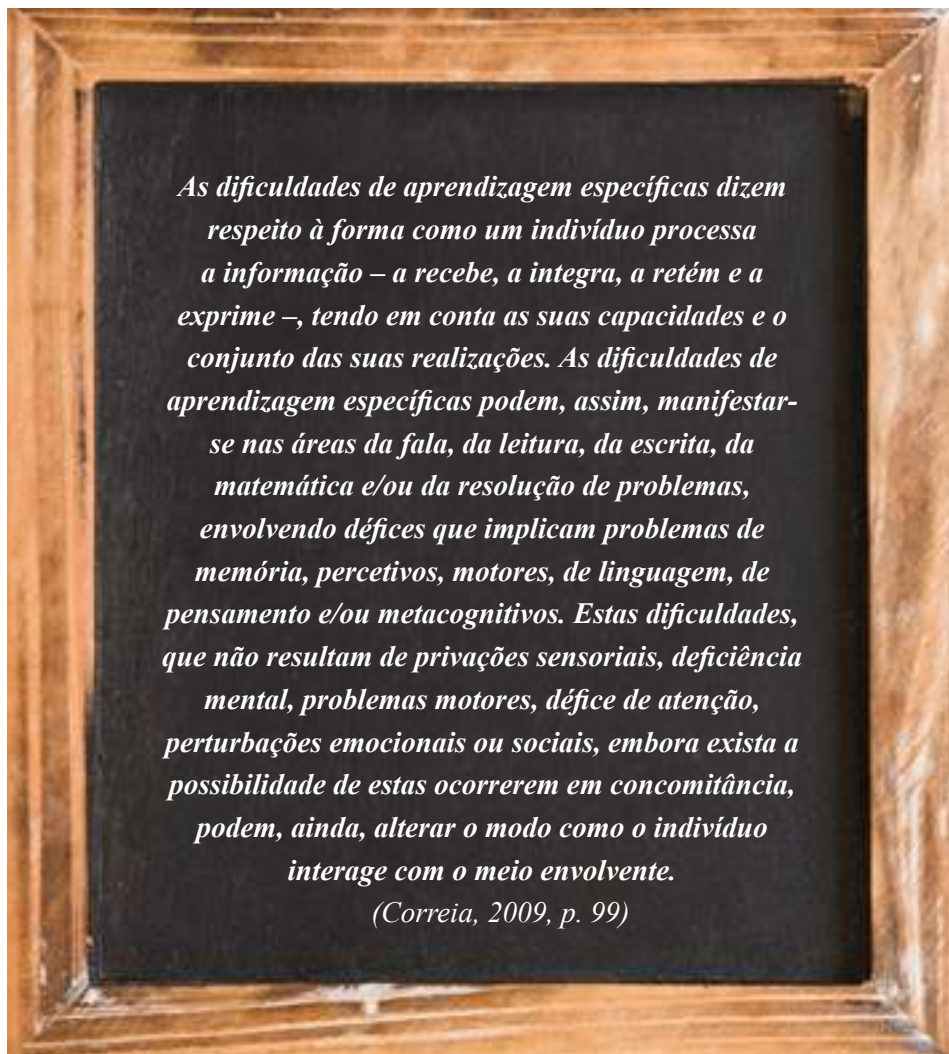 As dificuldades de aprendizagem específicas dizem
respeito à forma como um indivíduo processa
a informação – a recebe, a integra, a retém e a
exprime –, tendo em conta as suas capacidades e o
conjunto das suas realizações. As dificuldades de
aprendizagem específicas podem, assim, manifestar-
se nas áreas da fala, da leitura, da escrita, da
matemática e/ou da resolução de problemas,
envolvendo défices que implicam problemas de
memória, percetivos, motores, de linguagem, de
pensamento e/ou metacognitivos. Estas dificuldades,
que não resultam de privações sensoriais, deficiência
mental, problemas motores, défice de atenção,
perturbações emocionais ou sociais, embora exista a
possibilidade de estas ocorrerem em concomitância,
podem, ainda, alterar o modo como o indivíduo
interage com o meio envolvente.
(Correia, 2009, p. 99)